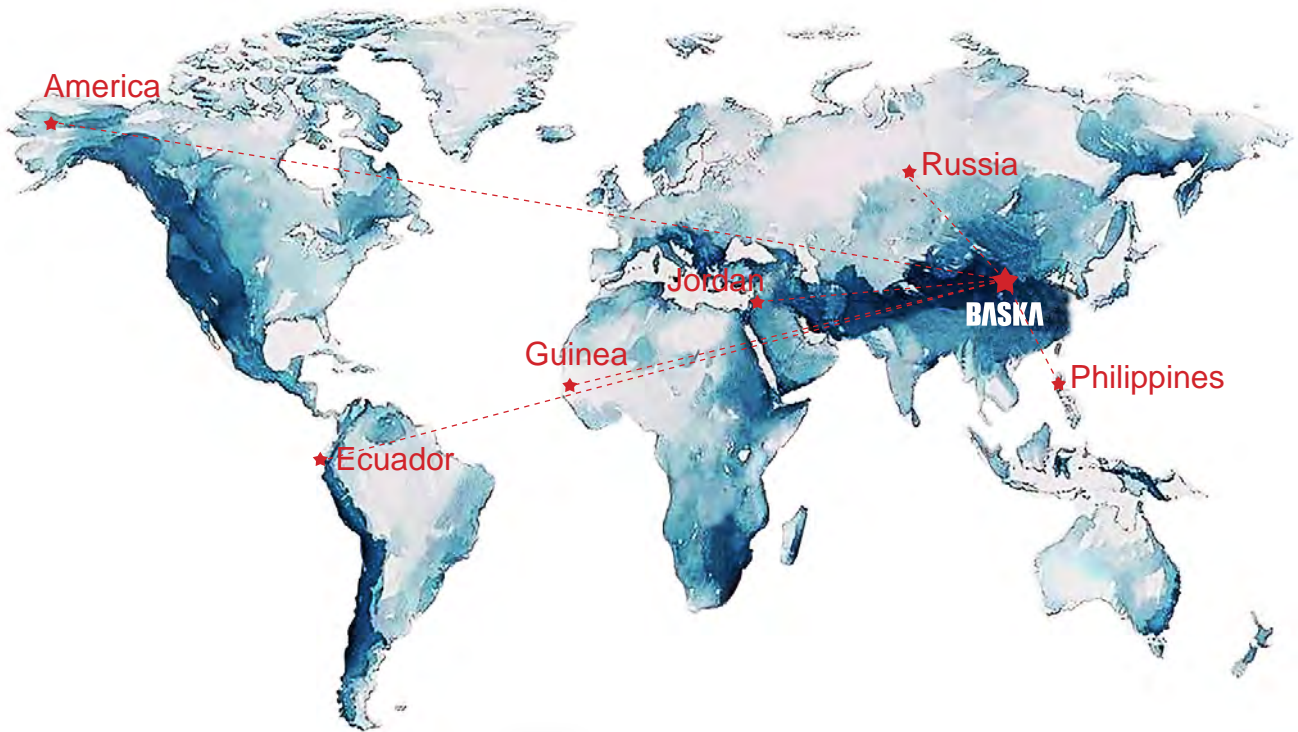 America
Russia
Jordan
BASKA
Guinea
Philippines
Ecuador